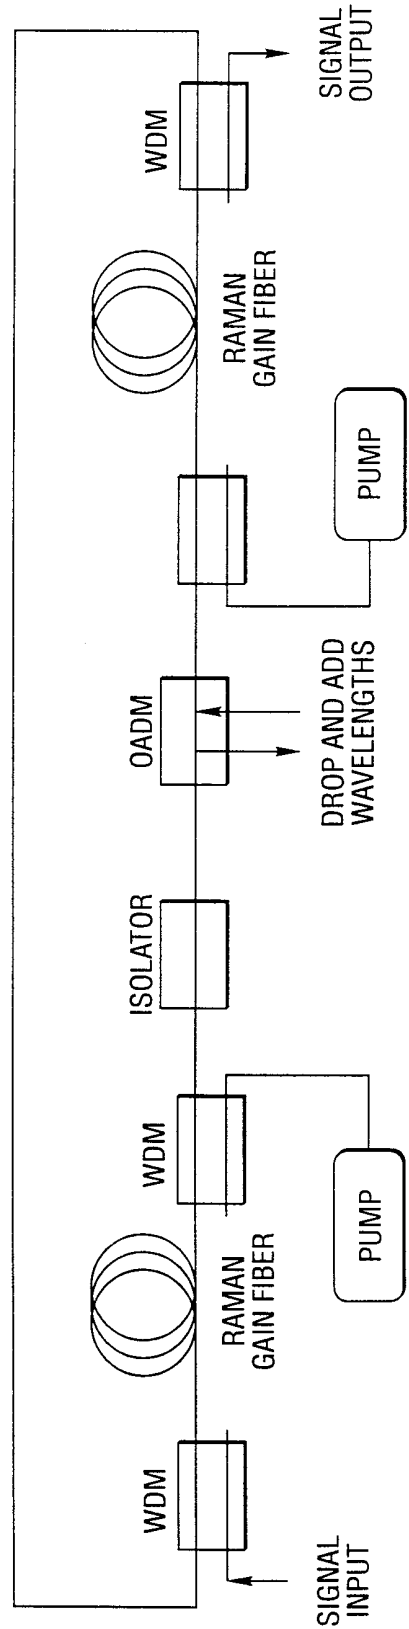 SIGNAL
INPUT
WDM
RAMAN
GAIN FIBER
WDM
PUMP
ISOLATOR
OADM
DROP AND ADD
WAVELENGTHS
PUMP
RAMAN
GAIN FIBER
WDM
SIGNAL
OUTPUT